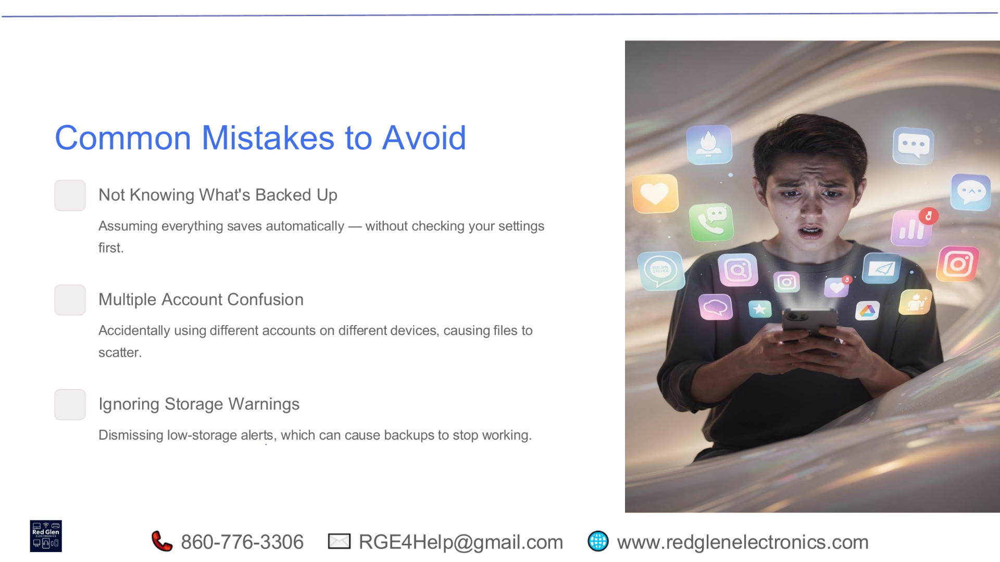 Common Mistakes to Avoid
Not Knowing What's Backed Up
Assuming everything saves automatically — without checking your settings
first.
Multiple Account Confusion
Accidentally using different accounts on different devices, causing files to
scatter.
Ignoring Storage Warnings
Dismissing low-storage alerts, which can cause backups to stop working.
WILDR
SHUKE
Red Glen
ELECTRONICS
860-776-3306
RGE4Help@gmail.com
www.redglenelectronics.com